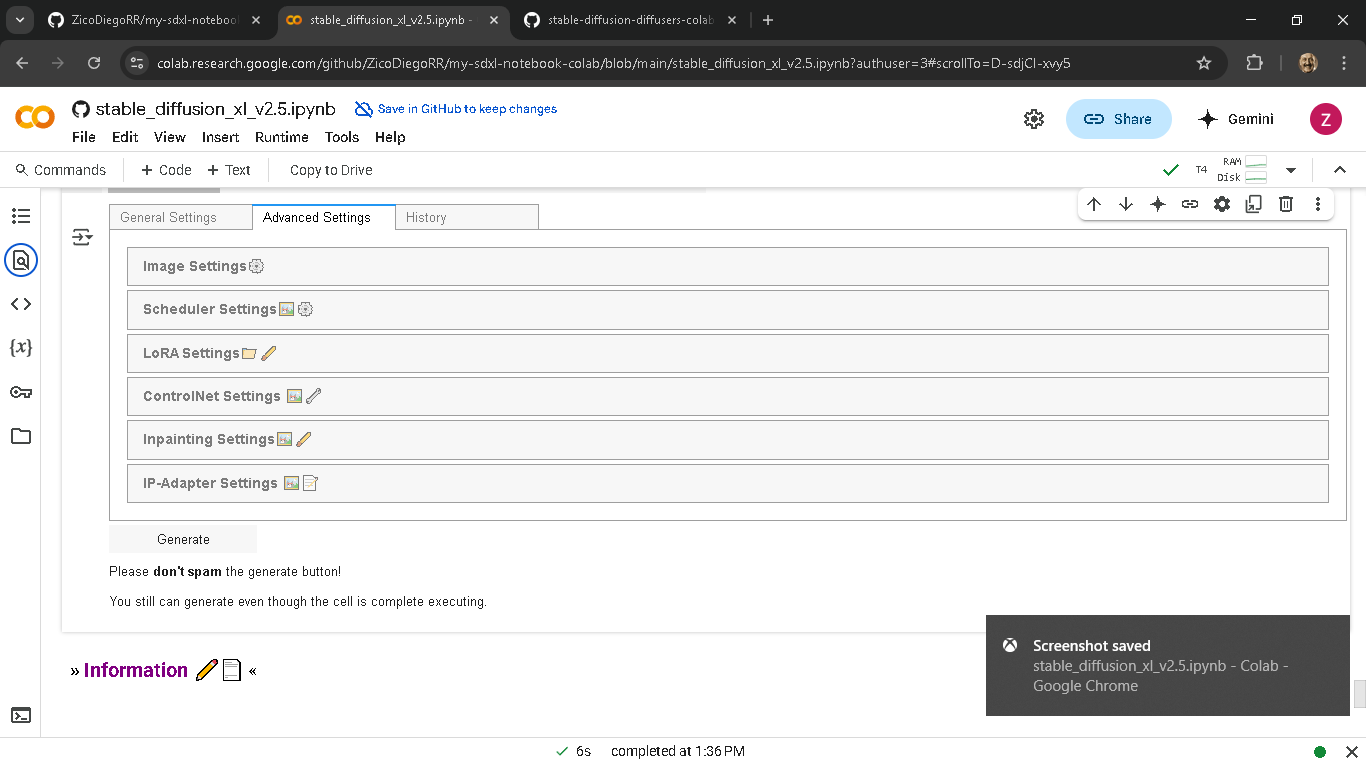 ZicoDiegoRR/my-sdxl-noteboo
stable_diffusion_xl_v2.5.ipynb -
stable-diffusion-diffusers-colab
colab.research.google.com/github/ZicoDiegoRR/my-sdxl-notebook-colab/blob/main/stable_diffusion_xl_v2.5.ipynb?authuser=3#scrollTo=D-sdjCI-xvy5
stable_diffusion_xl_v2.5.ipynb Save in GitHub to keep changes
File Edit View Insert Runtime Tools Help
Share
Gemini
Z
Commands + Code + Text Copy to Drive
T4
RAM
Disk
General Settings Advanced Settings History
Image Settings
Scheduler Settings
LoRA Settings
ControlNet Settings
Inpainting Settings
IP-Adapter Settings
Generate
Please don't spam the generate button!
You still can generate even though the cell is complete executing.
» Information «
Screenshot saved
stable_diffusion_xl_v2.5.ipynb - Colab -
Google Chrome
6s completed at 1:36 PM